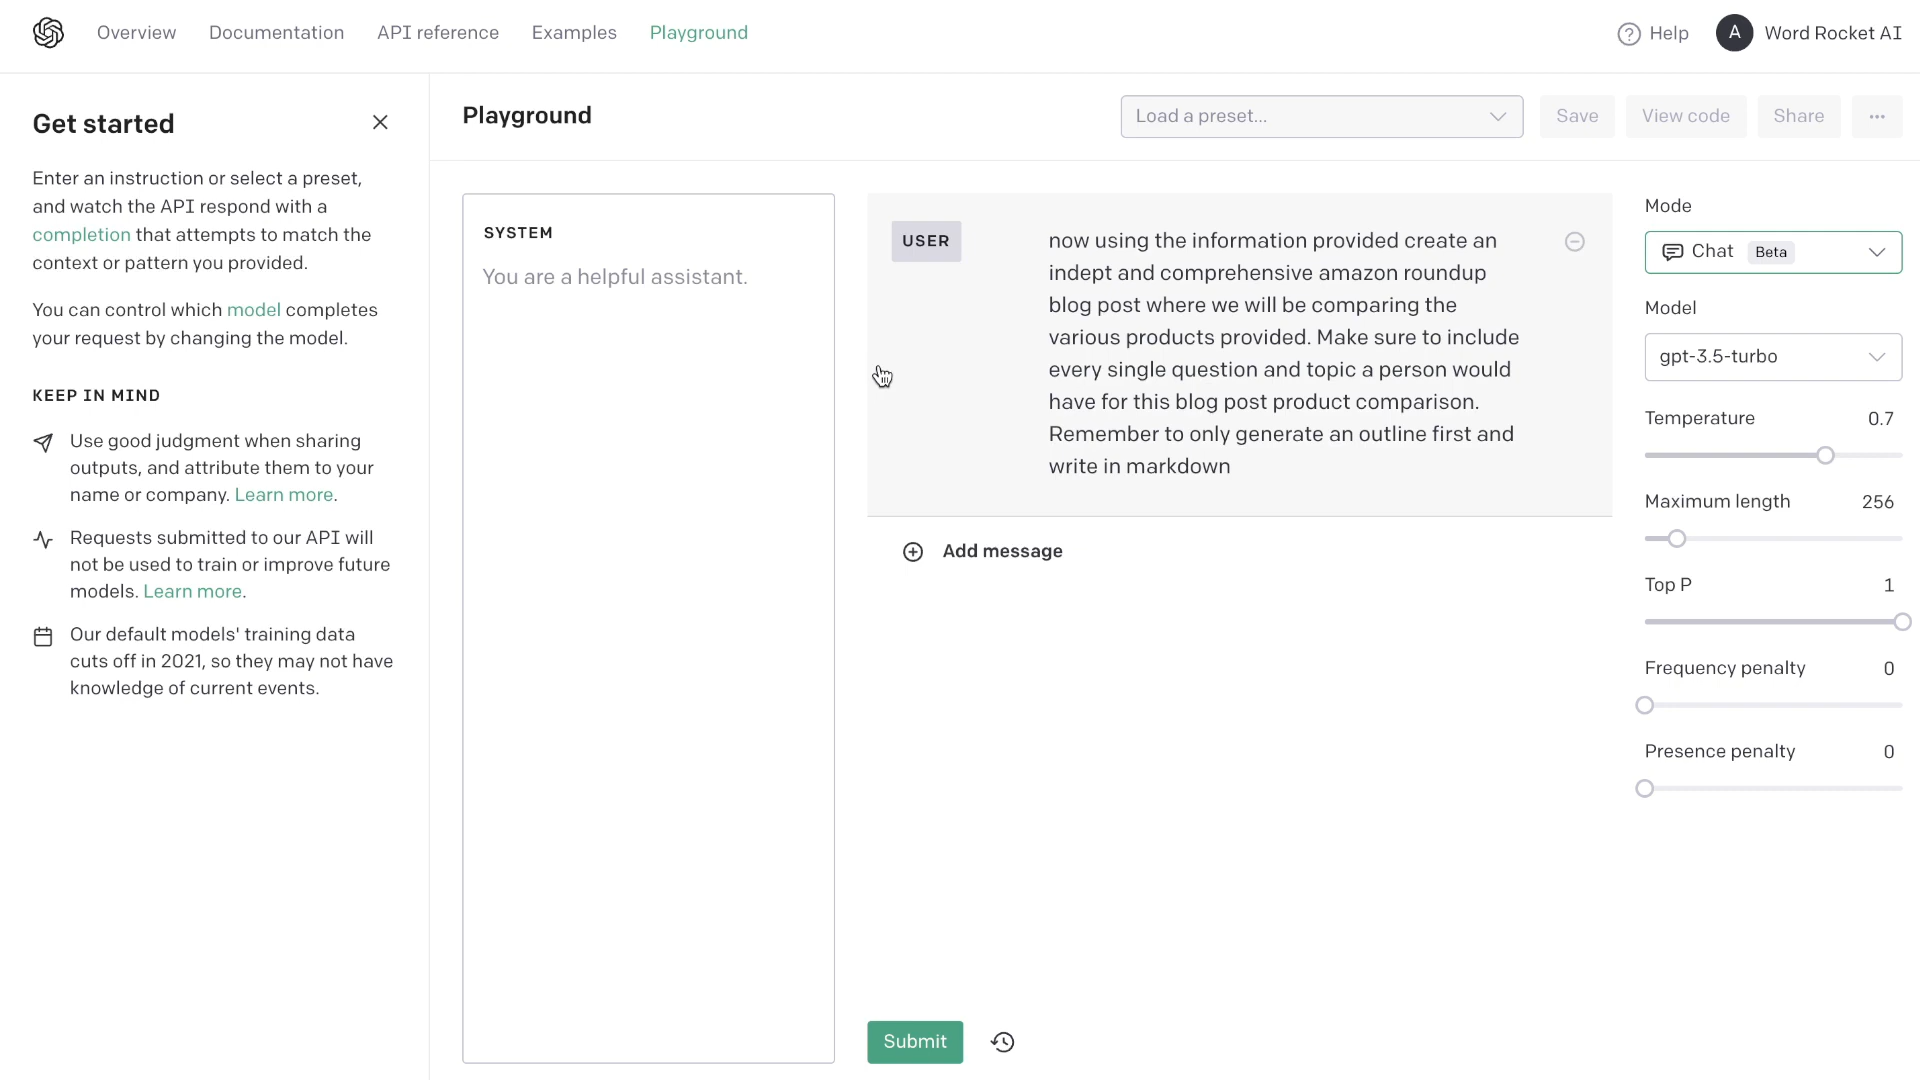 Overview
Documentation
API reference
Examples
Playground
Help
A
Word Rocket AI
Get started
Enter an instruction or select a preset,
and watch the API respond with a
completion that attempts to match the
context or pattern you provided.
You can control which model completes
your request by changing the model.
KEEP IN MIND
Use good judgment when sharing
outputs, and attribute them to your
name or company. Learn more.
Requests submitted to our API will
not be used to train or improve future
models. Learn more.
Our default models' training data
cuts off in 2021, so they may not have
knowledge of current events.
Playground
Load a preset...
Save
View code
Share
...
SYSTEM
You are a helpful assistant.
USER
now using the information provided create an
indept and comprehensive amazon roundup
blog post where we will be comparing the
various products provided. Make sure to include
every single question and topic a person would
have for this blog post product comparison.
Remember to only generate an outline first and
write in markdown
Add message
Submit
Mode
Chat Beta
Model
gpt-3.5-turbo
Temperature 0.7
Maximum length 256
Top P 1
Frequency penalty 0
Presence penalty 0